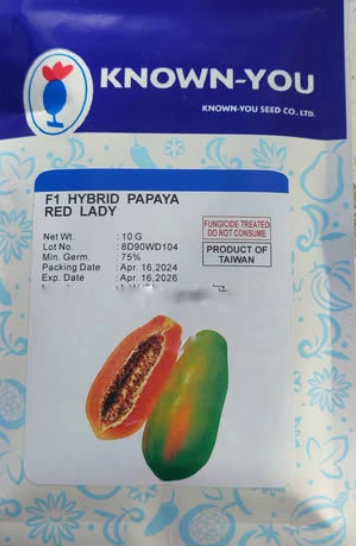 KNOWN-YOU
KNOWN-YOU SEED CO., LTD.
F1 HYBRID PAPAYA
RED LADY
Net Wt. : 10 G
Lot No. : 8D90WD104
Min. Germ. : 75%
Packing Date : Apr. 16,2024
Exp. Date : Apr. 16,2026
FUNGICIDE TREATED
DO NOT CONSUME
PRODUCT OF
TAIWAN